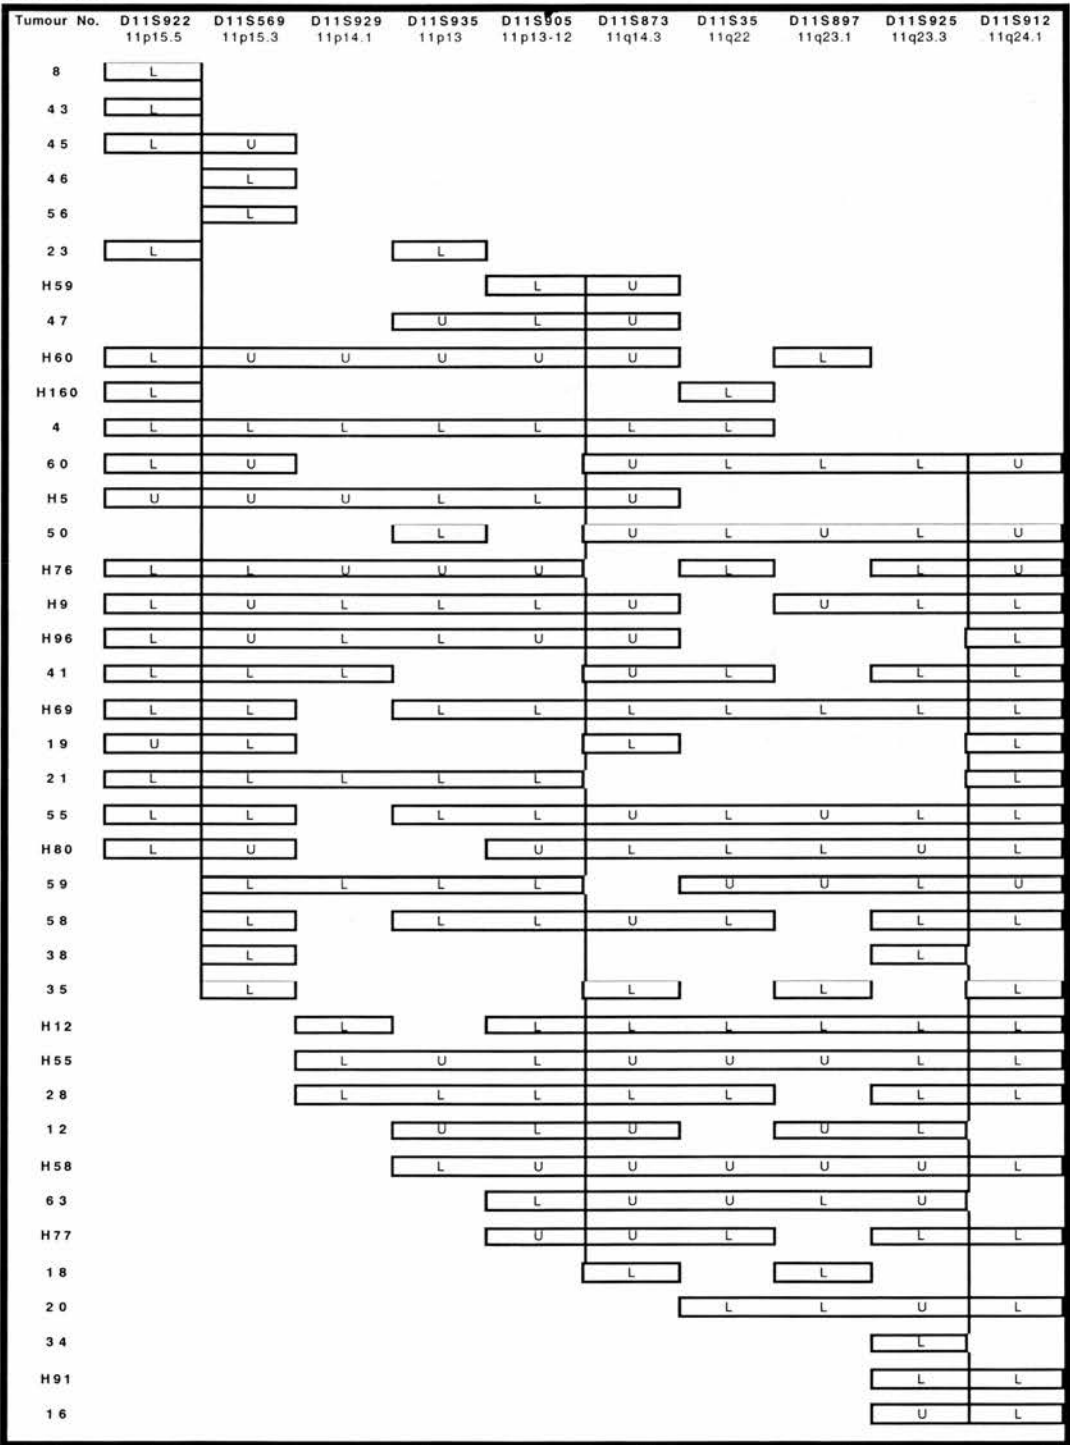 Tumour No. D11S922 D11S569 D11S929 D11S935 D11S905 D11S873 D11S35 D11S897 D11S925 D11S912
11p15.5 11p15.3 11p14.1 11p13 11p13-12 11q14.3 11q22 11q23.1 11q23.3 11q24.1
8 L
43 L
45 L U
46 L
56 L
23 L L
H59 L U
47 U L U
H60 L U U U U U L
H160 L L
4 L L L L L L L
60 L U U L L L U
H5 U U U L L U
50 L U L U L U
H76 L L U U U L L U
H9 L U L L L U U L L
H96 L U L L U U L
41 L L L U L L L
H69 L L L L L L L L L
19 U L L L
21 L L L L L L
55 L L L L U L U L L
H80 L U U L L L U L
59 L L L L U U L U
58 L L L U L L L
38 L L
35 L L L L
H12 L L L L L L L
H55 L U L U U U L L
28 L L L L L L L
12 U L U U L
H58 L U U U U U L
63 L U U L U
H77 U U L L L
18 L L
20 L L U L
34 L
H91 L L
16 U L